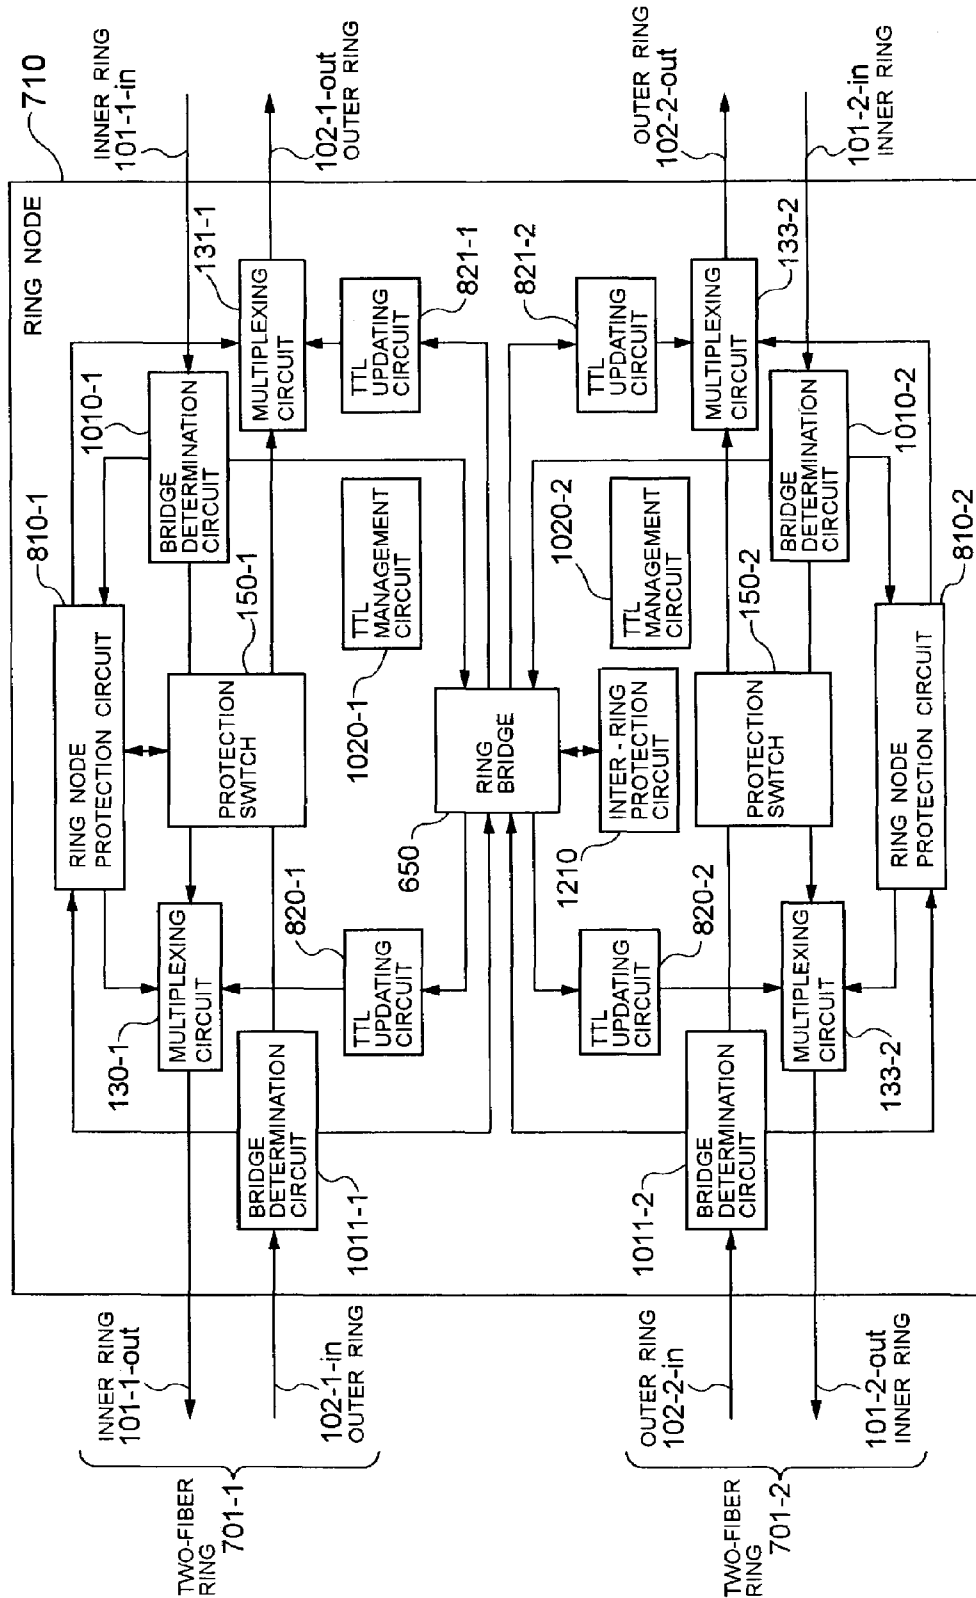 RING NODE
710
INNER RING
101-1-in
102-1-out
OUTER RING
OUTER RING
102-2-out
101-2-in
INNER RING
131-1
MULTIPLEXING
CIRCUIT
TTL
UPDATING
CIRCUIT
821-1
821-2
TTL
UPDATING
CIRCUIT
MULTIPLEXING
CIRCUIT
133-2
1010-1
BRIDGE
DETERMINATION
CIRCUIT
BRIDGE
DETERMINATION
CIRCUIT
1010-2
810-1
RING NODE
PROTECTION CIRCUIT
150-1
PROTECTION
SWITCH
TTL
MANAGEMENT
CIRCUIT
1020-1
1020-2
TTL
MANAGEMENT
CIRCUIT
150-2
PROTECTION
SWITCH
810-2
RING NODE
PROTECTION CIRCUIT
RING
BRIDGE
650
INTER-RING
PROTECTION
CIRCUIT
1210
130-1
MULTIPLEXING
CIRCUIT
820-1
TTL
UPDATING
CIRCUIT
TTL
UPDATING
CIRCUIT
820-2
MULTIPLEXING
CIRCUIT
133-2
BRIDGE
DETERMINATION
CIRCUIT
1011-1
1011-2
BRIDGE
DETERMINATION
CIRCUIT
INNER RING
101-1-out
102-1-in
OUTER RING
OUTER RING
102-2-in
101-2-out
INNER RING
TWO-FIBER
RING
701-1
TWO-FIBER
RING
701-2